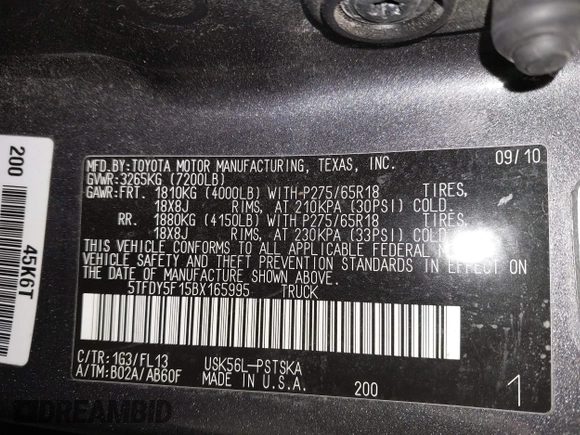 MFD.BY:TOYOTA MOTOR MANUFACTURING, TEXAS, INC. 09/10
GVWR:3265KG (7200LB)
GAWR:FRT. 1810KG (4000LB) WITH P275/65R18 TIRES,
18X8J RIMS, AT 210KPA (30PSI) COLD.
RR. 1880KG (4150LB) WITH P275/65R18 TIRES,
18X8J RIMS, AT 230KPA (33PSI) COLD.
THIS VEHICLE CONFORMS TO ALL APPLICABLE FEDERAL MOTOR
VEHICLE SAFETY AND THEFT PREVENTION STANDARDS IN EFFECT
ON THE DATE OF MANUFACTURE SHOWN ABOVE.
5TFDY5F15BX165995 TRUCK
C/TR:1G3/FL13 USK56L-PSTSKA
A/TM:B02A/AB60F MADE IN U.S.A. 200 1
200 45K6T
DREAMBID